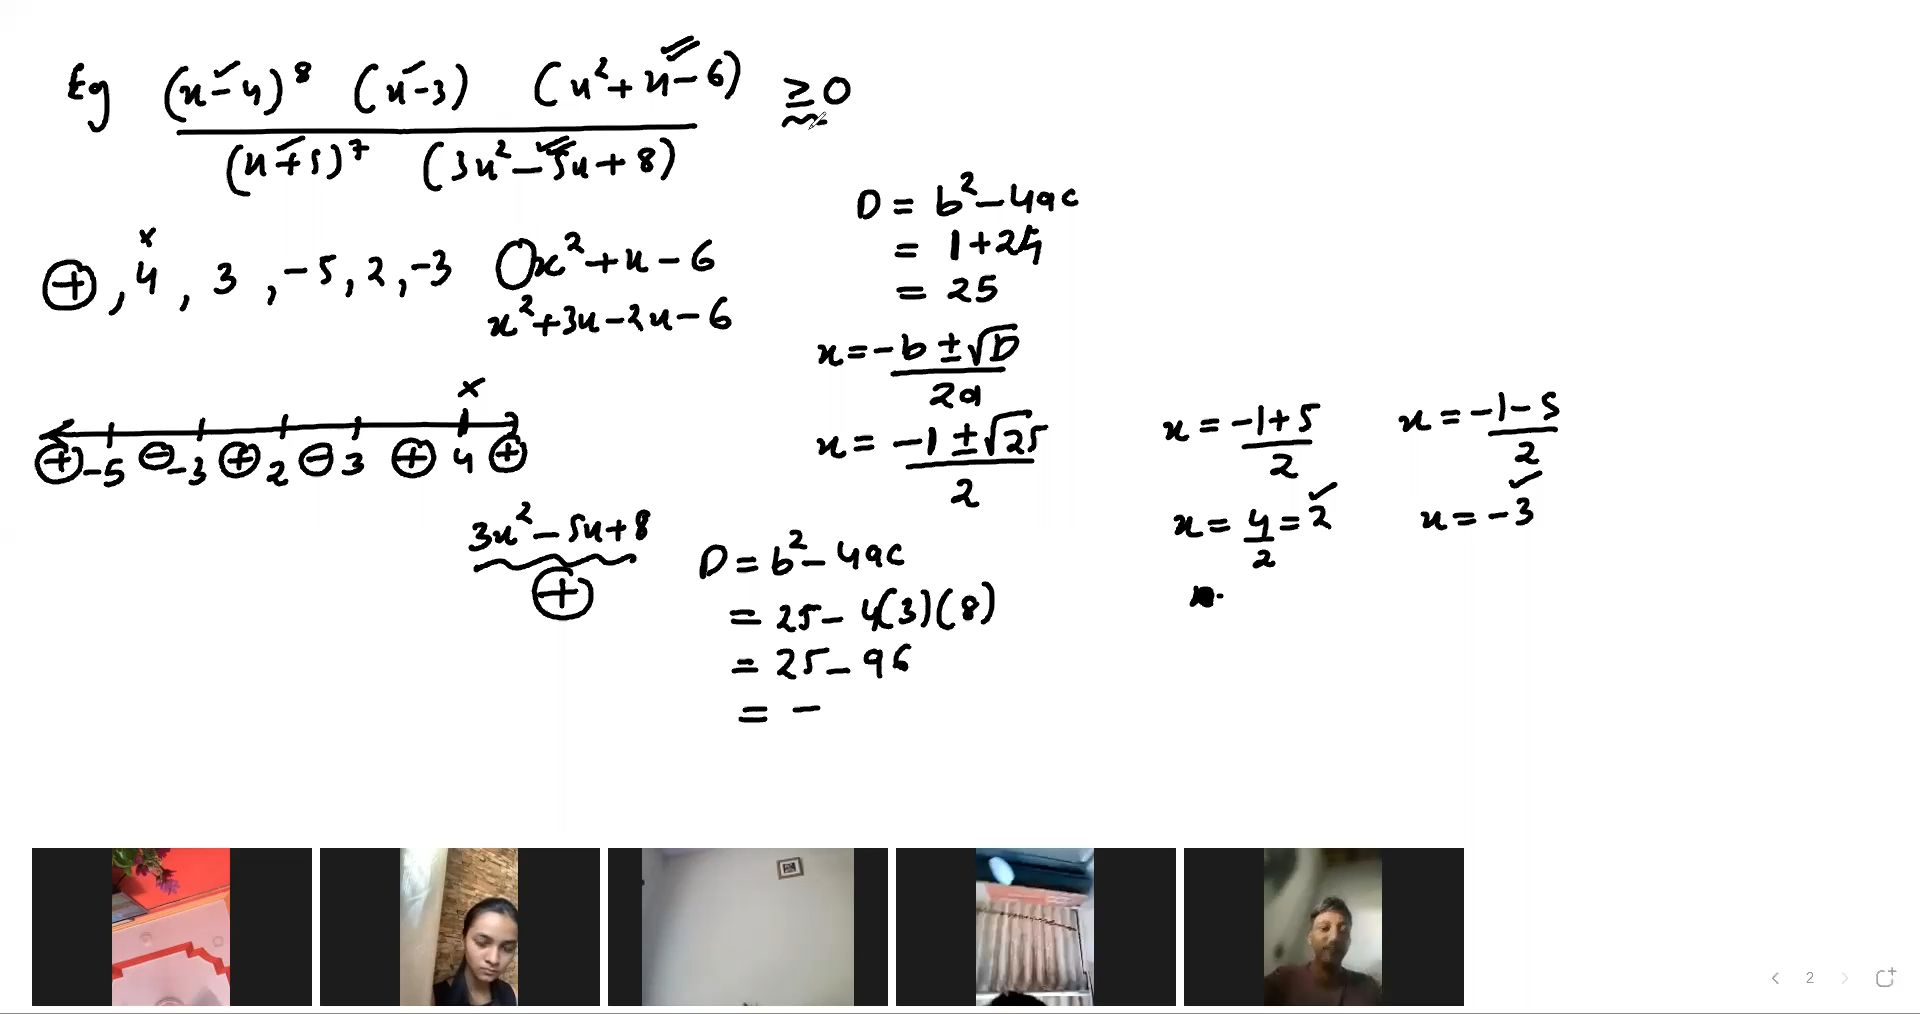 Eg (x-4)⁸ (x-3) (x²+x-6) ≥0
(x+5)⁷ (3x²-5x+8)
D = b²-4ac
= 1+24
= 25
x
⊕, 4, 3, -5, 2, -3 x²+x-6
x²+3x-2x-6
x = -b ± √D
2a
x
⊕ -5 ⊖ -3 ⊕ 2 ⊖ 3 ⊕ 4 ⊕
x = -1 ± √25
2
x = -1+5
2
x = -1-5
2
x = 4 = 2
2
x = -3
3x²-5x+8
⊕
D = b²-4ac
= 25-4(3)(8)
= 25-96
= -
2